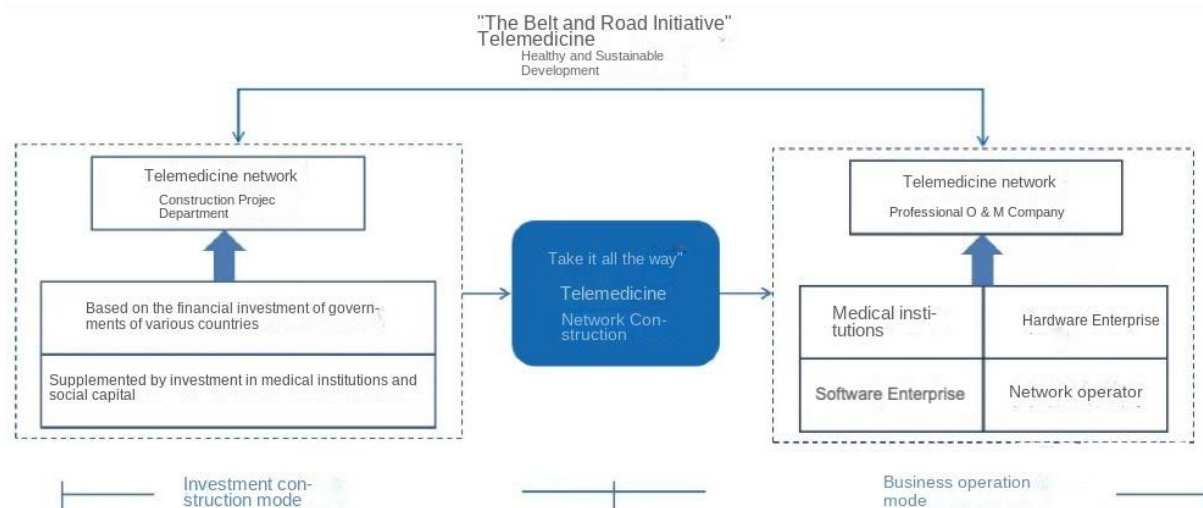 "The Belt and Road Initiative"
Telemedicine
Healthy and Sustainable
Development
Telemedicine network
Construction Projec
Department
Based on the financial investment of govern-
ments of various countries
Supplemented by investment in medical institutions and
social capital
Take it all the way"
Telemedicine
Network Con-
struction
Telemedicine network
Professional O & M Company
Medical insti-
tutions
Hardware Enterprise
Software Enterprise
Network operator
Investment con-
struction mode
Business operation
mode